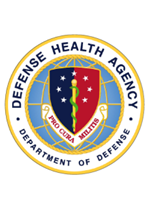 DEFENSE HEALTH AGENCY
PRO CURA MILITIS
DEPARTMENT OF DEFENSE